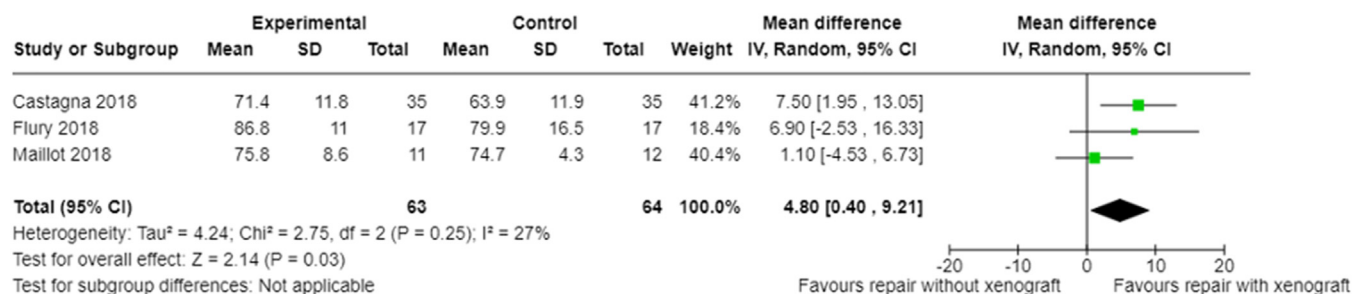 Experimental Control Mean difference Mean difference
Study or Subgroup Mean SD Total Mean SD Total Weight IV, Random, 95% CI IV, Random, 95% CI
Castagna 2018 71.4 11.8 35 63.9 11.9 35 41.2% 7.50 [1.95 , 13.05]
Flury 2018 86.8 11 17 79.9 16.5 17 18.4% 6.90 [-2.53 , 16.33]
Maillot 2018 75.8 8.6 11 74.7 4.3 12 40.4% 1.10 [-4.53 , 6.73]
Total (95% CI) 63 64 100.0% 4.80 [0.40 , 9.21]
Heterogeneity: Tau² = 4.24; Chi² = 2.75, df = 2 (P = 0.25); I² = 27%
Test for overall effect: Z = 2.14 (P = 0.03)
-20 -10 0 10 20
Test for subgroup differences: Not applicable Favours repair without xenograft Favours repair with xenograft